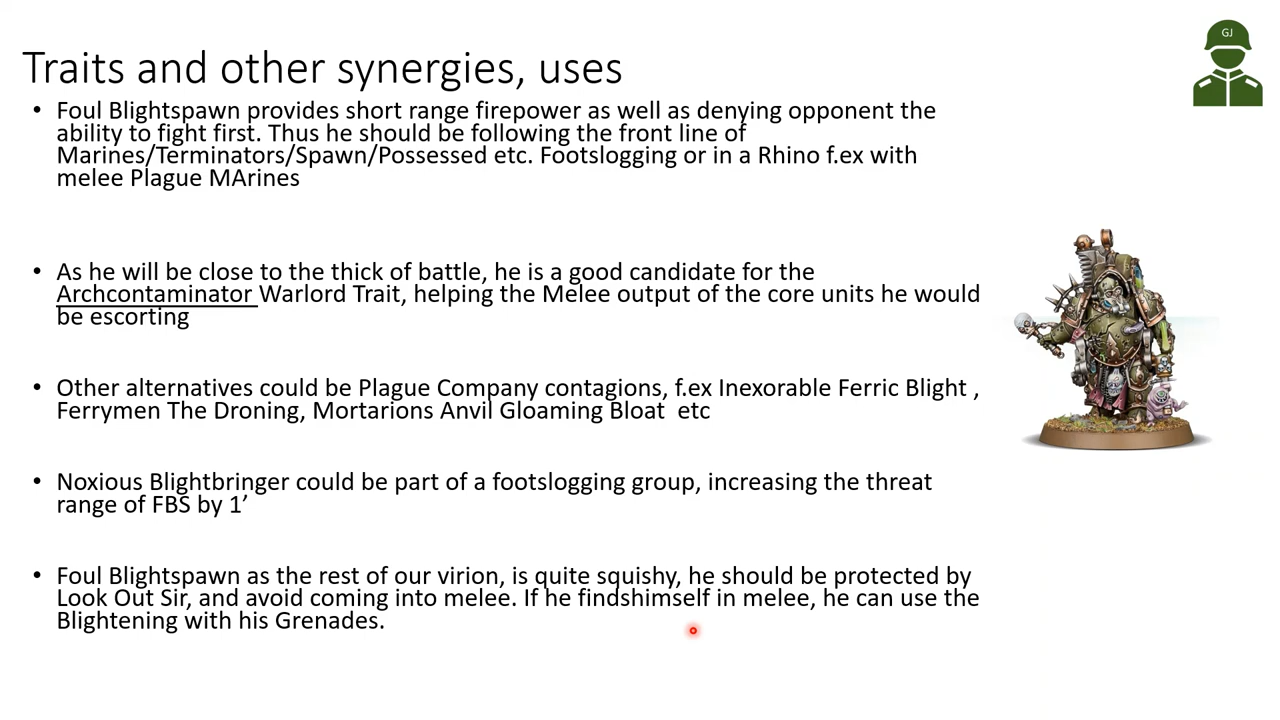 GJ
Traits and other synergies, uses
• Foul Blightspawn provides short range firepower as well as denying opponent the
ability to fight first. Thus he should be following the front line of
Marines/Terminators/Spawn/Possessed etc. Footslogging or in a Rhino f.ex with
melee Plague MArines
• As he will be close to the thick of battle, he is a good candidate for the
Archcontaminator Warlord Trait, helping the Melee output of the core units he would
be escorting
• Other alternatives could be Plague Company contagions, f.ex Inexorable Ferric Blight ,
Ferrymen The Droning, Mortarions Anvil Gloaming Bloat  etc
• Noxious Blightbringer could be part of a footslogging group, increasing the threat
range of FBS by 1’
• Foul Blightspawn as the rest of our virion, is quite squishy, he should be protected by
Look Out Sir, and avoid coming into melee. If he findshimself in melee, he can use the
Blightening with his Grenades.